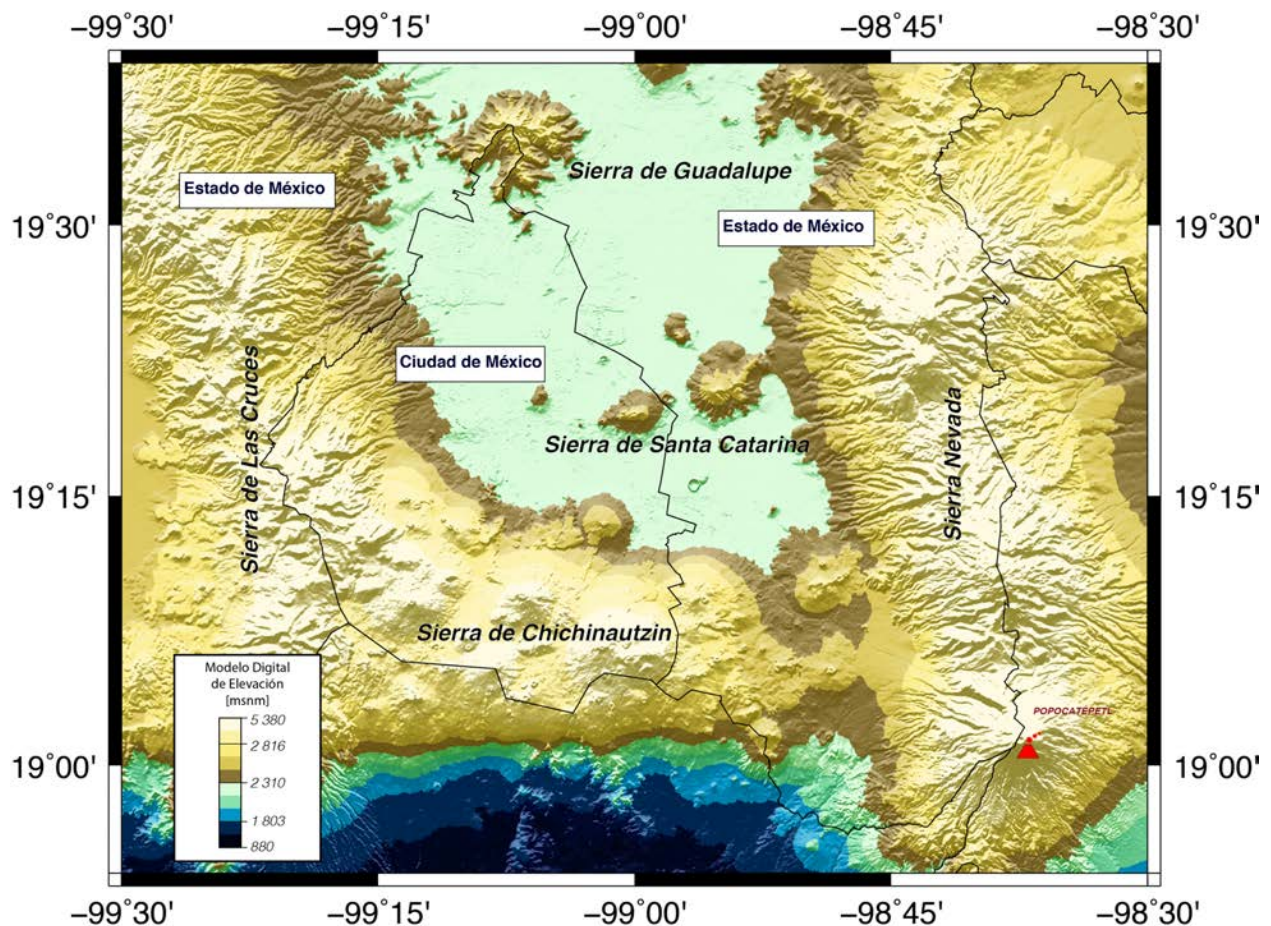 −99˚30' −99˚15' −99˚00' −98˚45' −98˚30'
Sierra de Guadalupe
Estado de México
Estado de México
19˚30' 19˚30'
Ciudad de México
Sierra de Las Cruces
Sierra Nevada
Sierra de Santa Catarina
19˚15' 19˚15'
Sierra de Chichinautzin
Modelo Digital
de Elevación
[msnm]
5 380
2 816
2 310
1 803
880
POPOCATÉPETL
19˚00' 19˚00'
−99˚30' −99˚15' −99˚00' −98˚45' −98˚30'